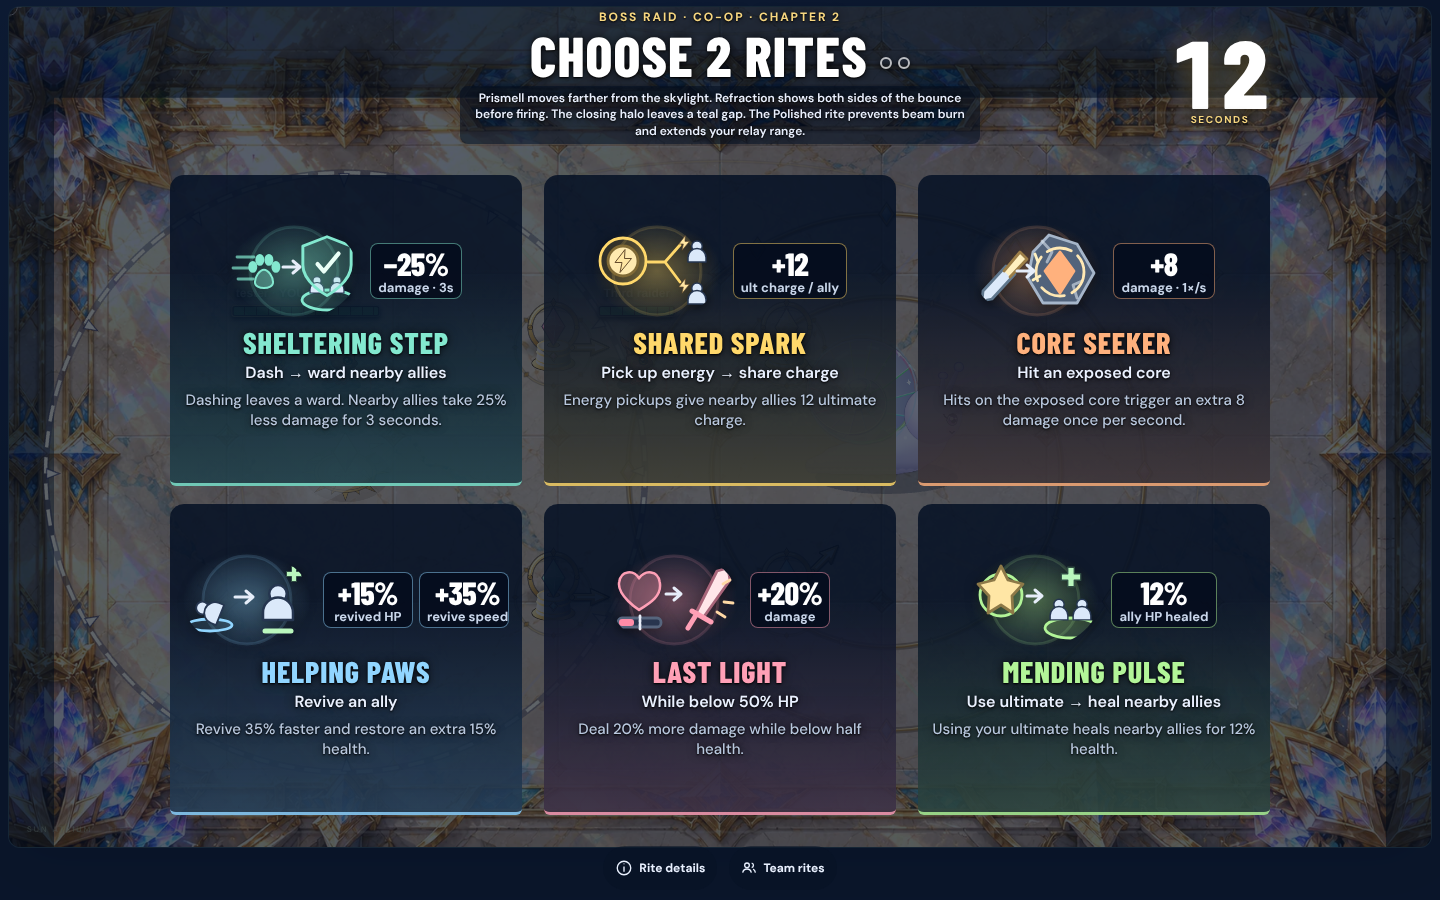 BOSS RAID · CO-OP · CHAPTER 2
CHOOSE 2 RITES
12
SECONDS
Prismell moves farther from the skylight. Refraction shows both sides of the bounce
before firing. The closing halo leaves a teal gap. The Polished rite prevents beam burn
and extends your relay range.
−25%
damage · 3s
SHELTERING STEP
Dash → ward nearby allies
Dashing leaves a ward. Nearby allies take 25%
less damage for 3 seconds.
+12
ult charge / ally
SHARED SPARK
Pick up energy → share charge
Energy pickups give nearby allies 12 ultimate
charge.
+8
damage · 1×/s
CORE SEEKER
Hit an exposed core
Hits on the exposed core trigger an extra 8
damage once per second.
+15%
revived HP
+35%
revive speed
HELPING PAWS
Revive an ally
Revive 35% faster and restore an extra 15%
health.
+20%
damage
LAST LIGHT
While below 50% HP
Deal 20% more damage while below half
health.
12%
ally HP healed
MENDING PULSE
Use ultimate → heal nearby allies
Using your ultimate heals nearby allies for 12%
health.
Rite details
Team rites